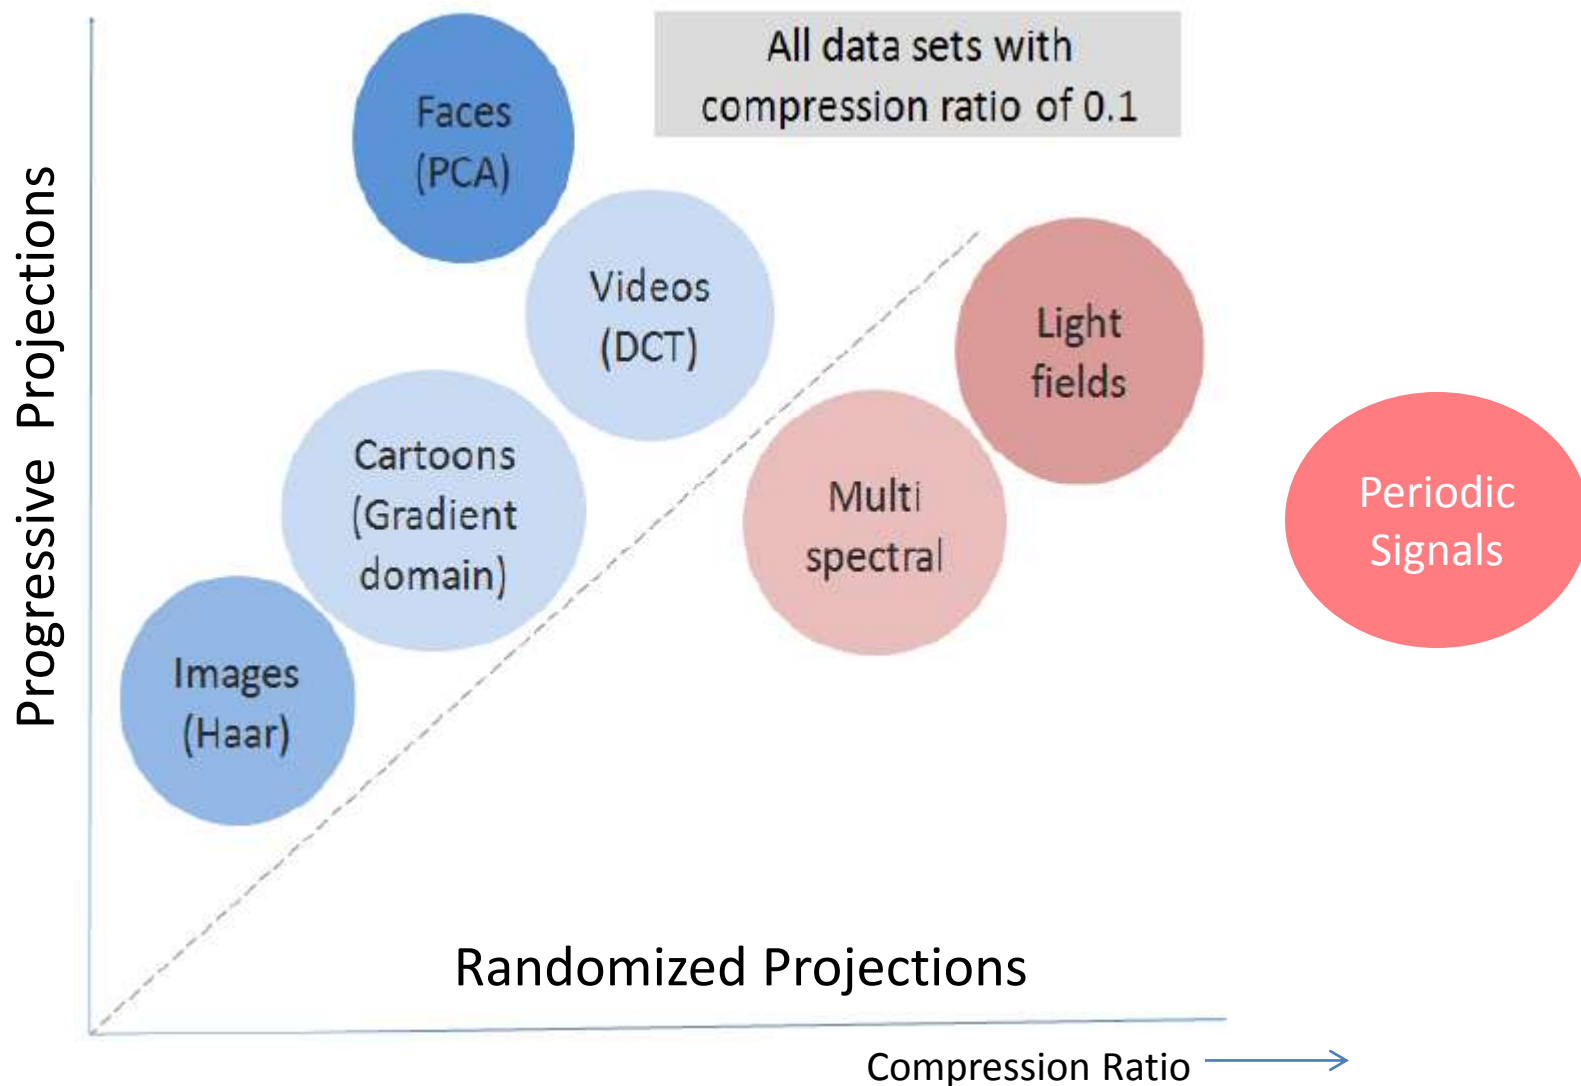 All data sets with
compression ratio of 0.1
Faces
(PCA)
Videos
(DCT)
Light
fields
Cartoons
(Gradient
domain)
Multi
spectral
Periodic
Signals
Images
(Haar)
Progressive Projections
Randomized Projections
Compression Ratio